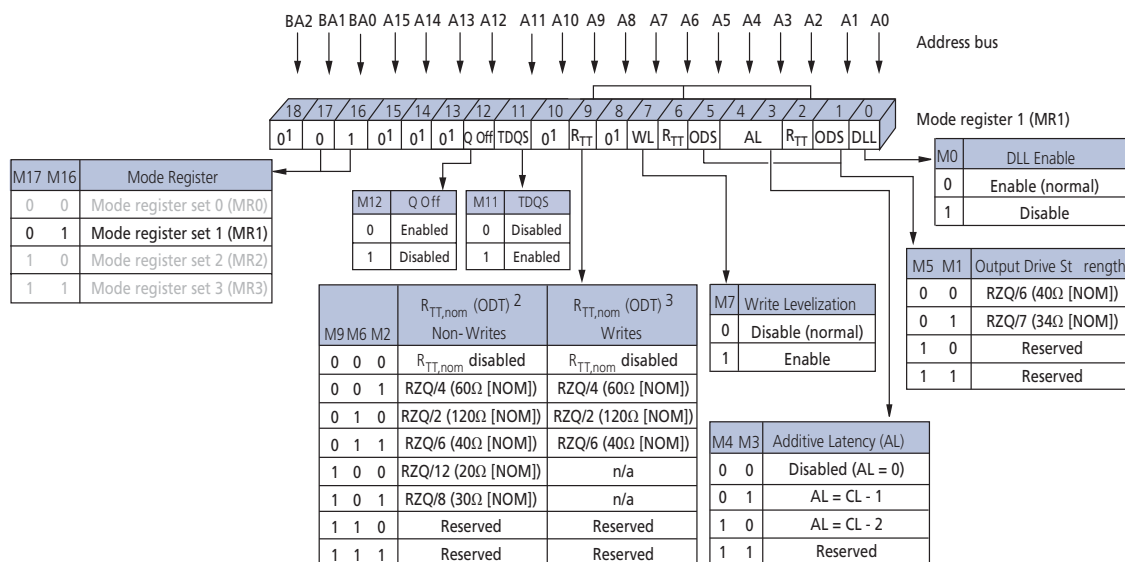 BA2 BA1 BA0 A15 A14 A13 A12 A11 A10 A9 A8 A7 A6 A5 A4 A3 A2 A1 A0
Address bus
18 17 16 15 14 13 12 11 10 9 8 7 6 5 4 3 2 1 0
0¹ 0 1 0¹ 0¹ 0¹ Q Off TDQS 0¹ RTT 0¹ WL RTT ODS AL RTT ODS DLL
Mode register 1 (MR1)
M17 M16 Mode Register
0 0 Mode register set 0 (MR0)
0 1 Mode register set 1 (MR1)
1 0 Mode register set 2 (MR2)
1 1 Mode register set 3 (MR3)
M12 Q Off
0 Enabled
1 Disabled
M11 TDQS
0 Disabled
1 Enabled
M0 DLL Enable
0 Enable (normal)
1 Disable
M5 M1 Output Drive St rength
0 0 RZQ/6 (40Ω [NOM])
0 1 RZQ/7 (34Ω [NOM])
1 0 Reserved
1 1 Reserved
M9 M6 M2 RTT,nom (ODT) 2 Non-Writes RTT,nom (ODT) 3 Writes
0 0 0 RTT,nom disabled RTT,nom disabled
0 0 1 RZQ/4 (60Ω [NOM]) RZQ/4 (60Ω [NOM])
0 1 0 RZQ/2 (120Ω [NOM]) RZQ/2 (120Ω [NOM])
0 1 1 RZQ/6 (40Ω [NOM]) RZQ/6 (40Ω [NOM])
1 0 0 RZQ/12 (20Ω [NOM]) n/a
1 0 1 RZQ/8 (30Ω [NOM]) n/a
1 1 0 Reserved Reserved
1 1 1 Reserved Reserved
M7 Write Levelization
0 Disable (normal)
1 Enable
M4 M3 Additive Latency (AL)
0 0 Disabled (AL = 0)
0 1 AL = CL - 1
1 0 AL = CL - 2
1 1 Reserved